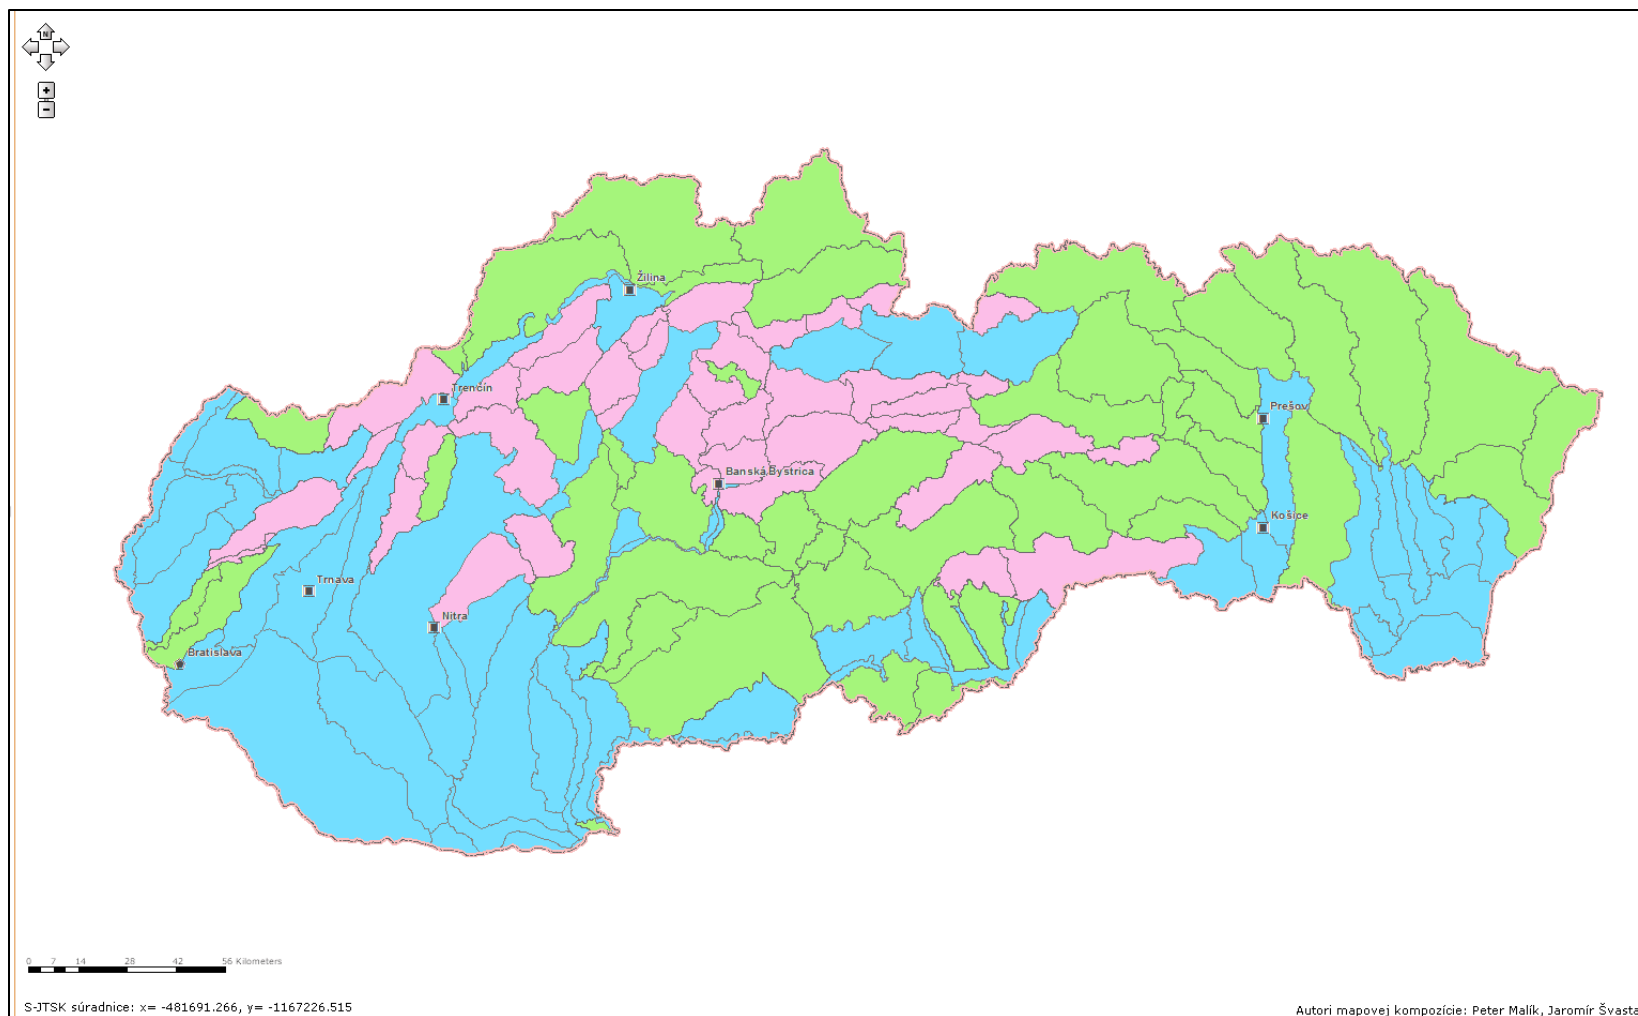 N
+
-
Žilina
Trenčín
Prešov
Banská Bystrica
Košice
Trnava
Nitra
Bratislava
0 7 14 28 42 56 Kilometers
S-JTSK súradnice: x= -481691.266, y= -1167226.515
Autori mapovej kompozície: Peter Malík, Jaromír Švasta